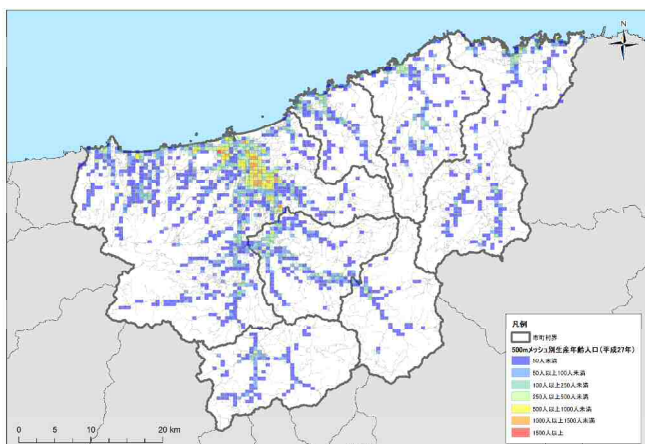 N
凡例
市町村界
500mメッシュ別生産年齢人口(平成27年)
50人未満
50人以上100人未満
100人以上250人未満
250人以上500人未満
500人以上1000人未満
1000人以上1500人未満
1500人以上
0 5 10 20 km